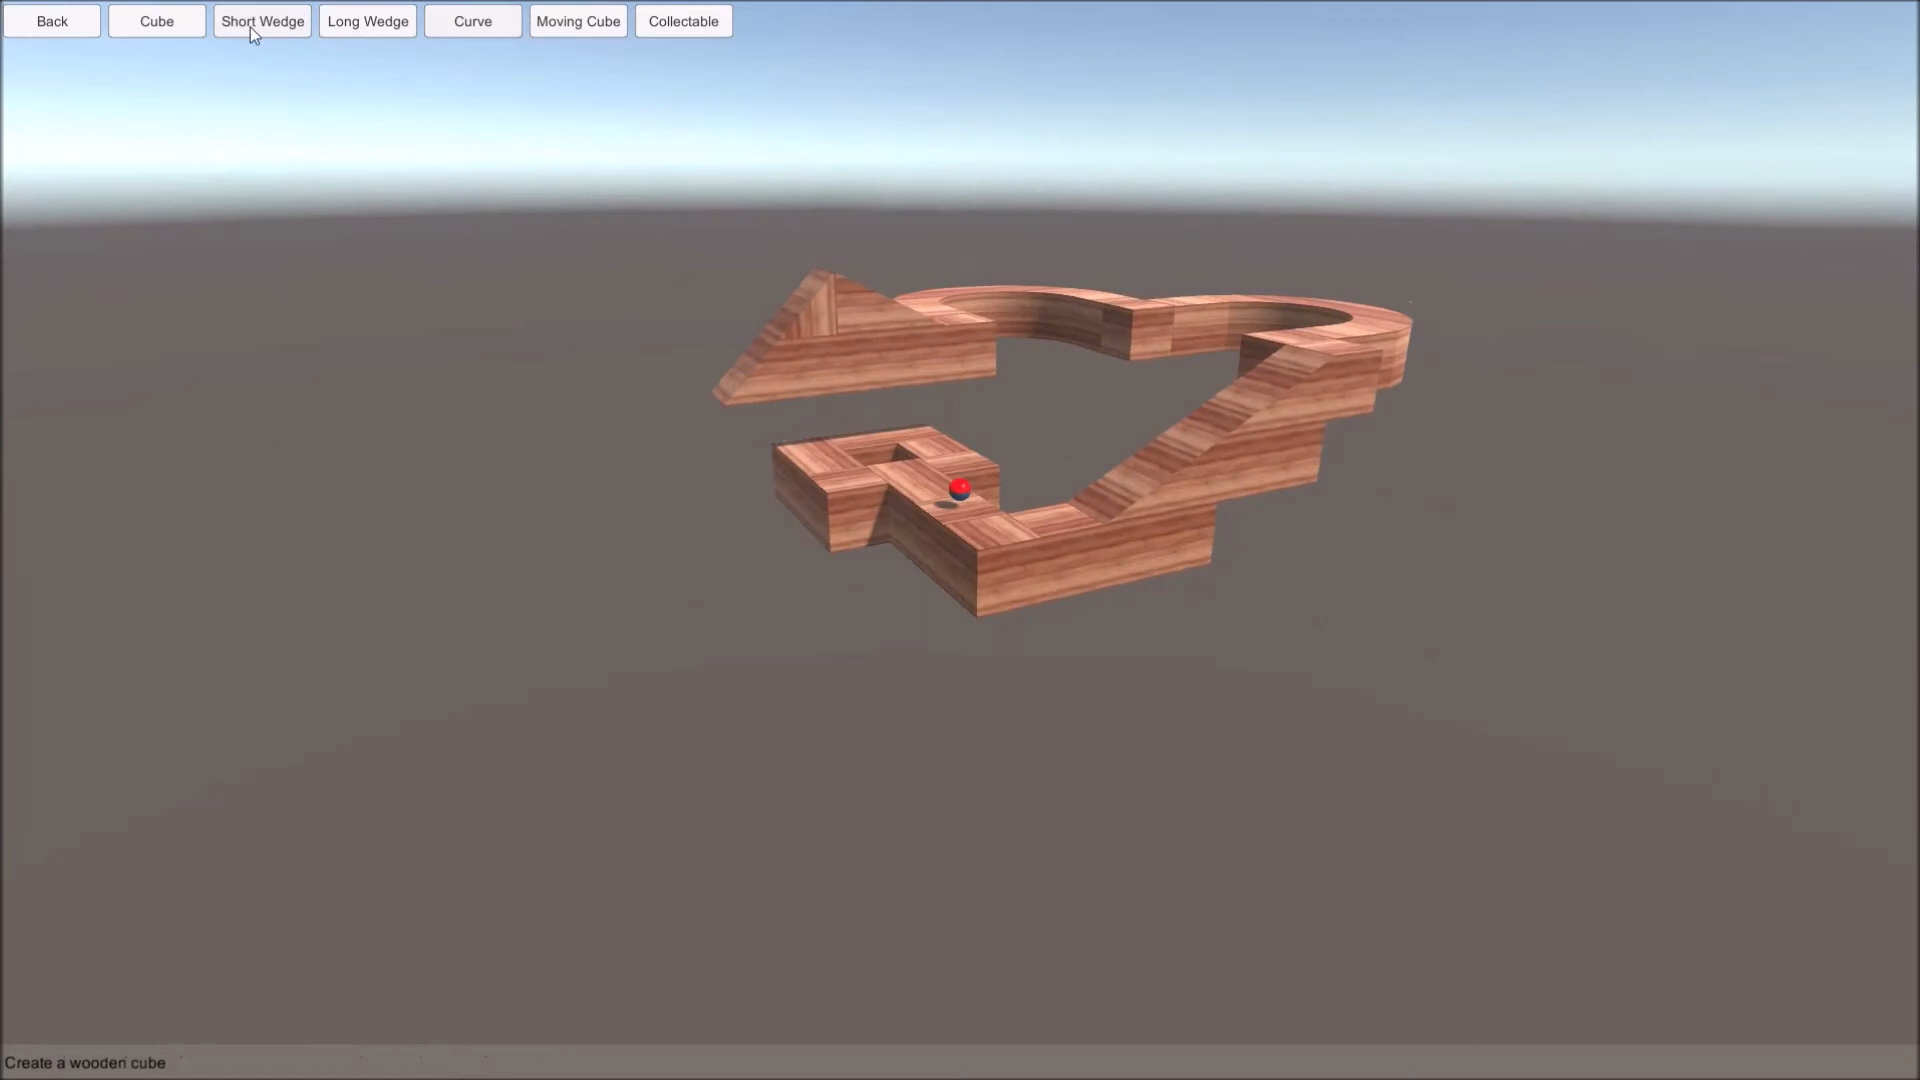 Back
Cube
Short Wedge
Long Wedge
Curve
Moving Cube
Collectable
Create a wooden cube